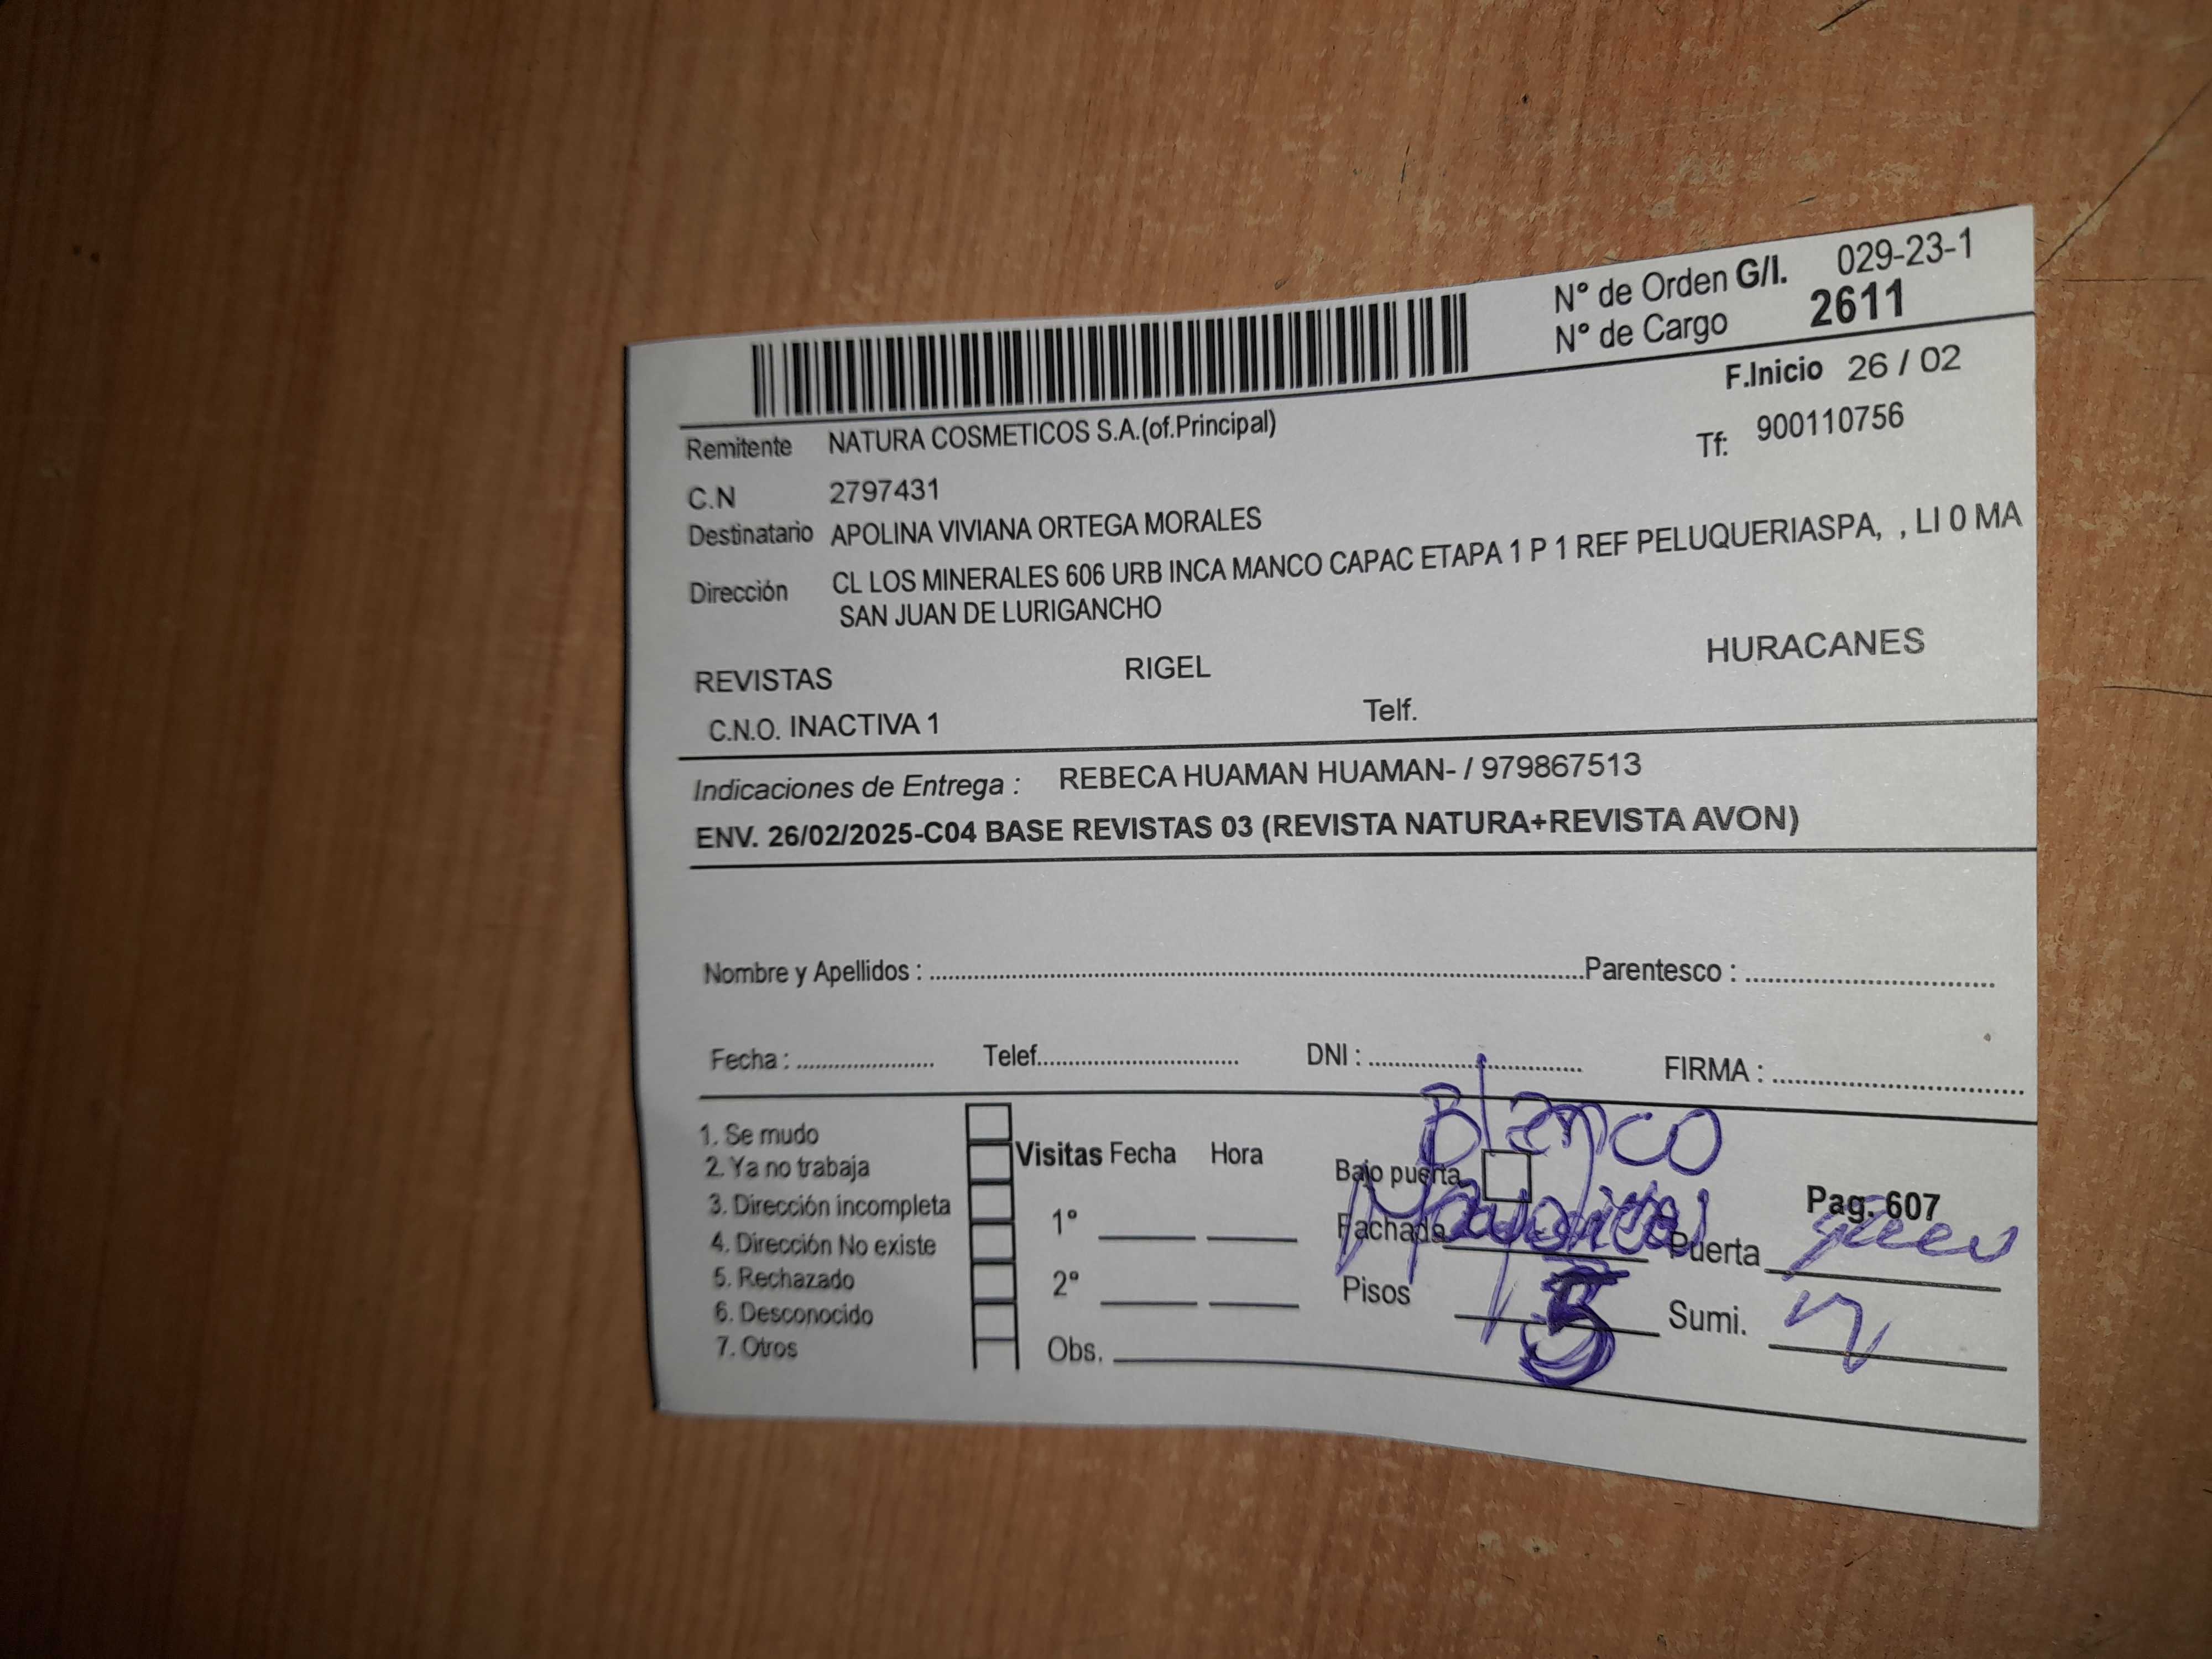 N° de Orden G/I. 029-23-1
N° de Cargo 2611
F.Inicio 26 / 02
Remitente NATURA COSMETICOS S.A.(of.Principal)
Tf: 900110756
C.N 2797431
Destinatario APOLINA VIVIANA ORTEGA MORALES
Dirección CL LOS MINERALES 606 URB INCA MANCO CAPAC ETAPA 1 P 1 REF PELUQUERIASPA, , LI 0 MA
SAN JUAN DE LURIGANCHO
REVISTAS RIGEL HURACANES
C.N.O. INACTIVA 1 Telf.
Indicaciones de Entrega : REBECA HUAMAN HUAMAN- / 979867513
ENV. 26/02/2025-C04 BASE REVISTAS 03 (REVISTA NATURA+REVISTA AVON)
Nombre y Apellidos : Parentesco :
Fecha : Telef. DNI : FIRMA :
Blanco
1. Se mudo
2. Ya no trabaja
3. Dirección incompleta
4. Dirección No existe
5. Rechazado
6. Desconocido
7. Otros
Visitas Fecha Hora
1°
2°
Obs.
Bajo puerta
Pag. 607
Fachada Puerta
Pisos Sumi.